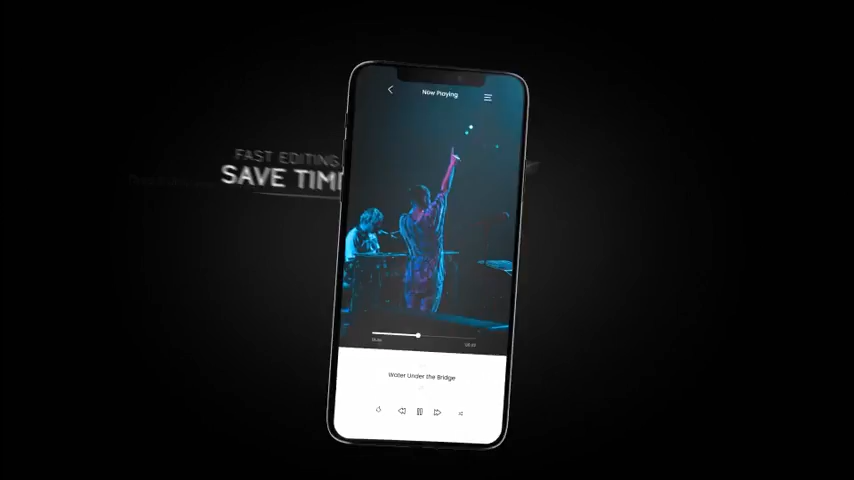 Now Playing
FAST EDITING
SAVE TIM
Water Under the Bridge